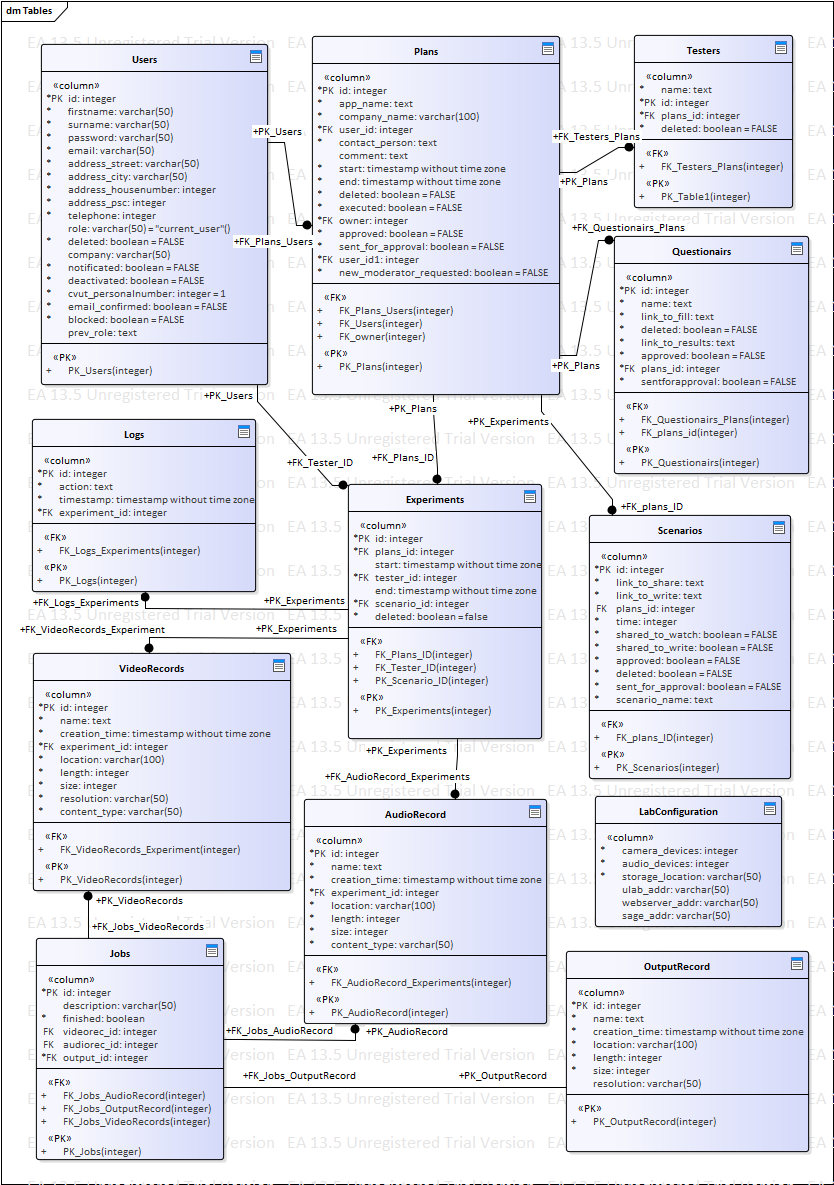 dm Tables
Users
«column»
*PK id: integer
* firstname: varchar(50)
* surname: varchar(50)
* password: varchar(50)
* email: varchar(50)
* address_street: varchar(50)
* address_city: varchar(50)
* address_housenumber: integer
* address_psc: integer
* telephone: integer
role: varchar(50) = "current_user"()
* deleted: boolean = FALSE
company: varchar(50)
* notificated: boolean = FALSE
* deactivated: boolean = FALSE
* cvut_personalnumber: integer = 1
* email_confirmed: boolean = FALSE
* blocked: boolean = FALSE
prev_role: text
«PK»
+ PK_Users(integer)
+PK_Users
+FK_Plans_Users
Plans
«column»
*PK id: integer
* app_name: text
* company_name: varchar(100)
*FK user_id: integer
* contact_person: text
comment: text
* start: timestamp without time zone
* end: timestamp without time zone
* deleted: boolean = FALSE
* executed: boolean = FALSE
*FK owner: integer
* approved: boolean = FALSE
* sent_for_approval: boolean = FALSE
*FK user_id1: integer
* new_moderator_requested: boolean = FALSE
«FK»
+ FK_Plans_Users(integer)
+ FK_Users(integer)
+ FK_owner(integer)
«PK»
+ PK_Plans(integer)
+FK_Testers_Plans
+PK_Plans
Testers
«column»
* name: text
*PK id: integer
*FK plans_id: integer
* deleted: boolean = FALSE
«FK»
+ FK_Testers_Plans(integer)
«PK»
+ PK_Table1(integer)
+FK_Questionairs_Plans
+PK_Plans
Questionairs
«column»
*PK id: integer
* name: text
* link_to_fill: text
* deleted: boolean = FALSE
* link_to_results: text
* approved: boolean = FALSE
*FK plans_id: integer
* sentforapproval: boolean = FALSE
«FK»
+ FK_Questionairs_Plans(integer)
+ FK_plans_id(integer)
«PK»
+ PK_Questionairs(integer)
+PK_Users
+FK_Tester_ID
+PK_Plans
+FK_Plans_ID
+PK_Experiments
+FK_plans_ID
Logs
«column»
*PK id: integer
* action: text
* timestamp: timestamp without time zone
*FK experiment_id: integer
«FK»
+ FK_Logs_Experiments(integer)
«PK»
+ PK_Logs(integer)
+FK_Logs_Experiments
+PK_Experiments
+FK_VideoRecords_Experiment
+PK_Experiments
Experiments
«column»
*PK id: integer
*FK plans_id: integer
start: timestamp without time zone
*FK tester_id: integer
end: timestamp without time zone
*FK scenario_id: integer
* deleted: boolean = false
«FK»
+ FK_Plans_ID(integer)
+ FK_Tester_ID(integer)
+ PK_Scenario_ID(integer)
«PK»
+ PK_Experiments(integer)
+PK_Experiments
+FK_AudioRecord_Experiments
Scenarios
«column»
*PK id: integer
* link_to_share: text
* link_to_write: text
FK plans_id: integer
* time: integer
* shared_to_watch: boolean = FALSE
* shared_to_write: boolean = FALSE
* approved: boolean = FALSE
* deleted: boolean = FALSE
* sent_for_approval: boolean = FALSE
* scenario_name: text
«FK»
+ FK_plans_ID(integer)
«PK»
+ PK_Scenarios(integer)
VideoRecords
«column»
*PK id: integer
* name: text
* creation_time: timestamp without time zone
*FK experiment_id: integer
* location: varchar(100)
* length: integer
* size: integer
* resolution: varchar(50)
* content_type: varchar(50)
«FK»
+ FK_VideoRecords_Experiment(integer)
«PK»
+ PK_VideoRecords(integer)
+PK_VideoRecords
+FK_Jobs_VideoRecords
AudioRecord
«column»
*PK id: integer
* name: text
* creation_time: timestamp without time zone
*FK experiment_id: integer
* location: varchar(100)
* length: integer
* size: integer
* content_type: varchar(50)
«FK»
+ FK_AudioRecord_Experiments(integer)
«PK»
+ PK_AudioRecord(integer)
LabConfiguration
«column»
* camera_devices: integer
* audio_devices: integer
* storage_location: varchar(50)
ulab_addr: varchar(50)
webserver_addr: varchar(50)
sage_addr: varchar(50)
Jobs
«column»
*PK id: integer
description: varchar(50)
* finished: boolean
FK videorec_id: integer
FK audiorec_id: integer
*FK output_id: integer
«FK»
+ FK_Jobs_AudioRecord(integer)
+ FK_Jobs_OutputRecord(integer)
+ FK_Jobs_VideoRecords(integer)
«PK»
+ PK_Jobs(integer)
+FK_Jobs_AudioRecord
+PK_AudioRecord
+FK_Jobs_OutputRecord
+PK_OutputRecord
OutputRecord
«column»
*PK id: integer
* name: text
* creation_time: timestamp without time zone
* location: varchar(100)
* length: integer
* size: integer
resolution: varchar(50)
«PK»
+ PK_OutputRecord(integer)
EA 13.5 Unregistered Trial Version